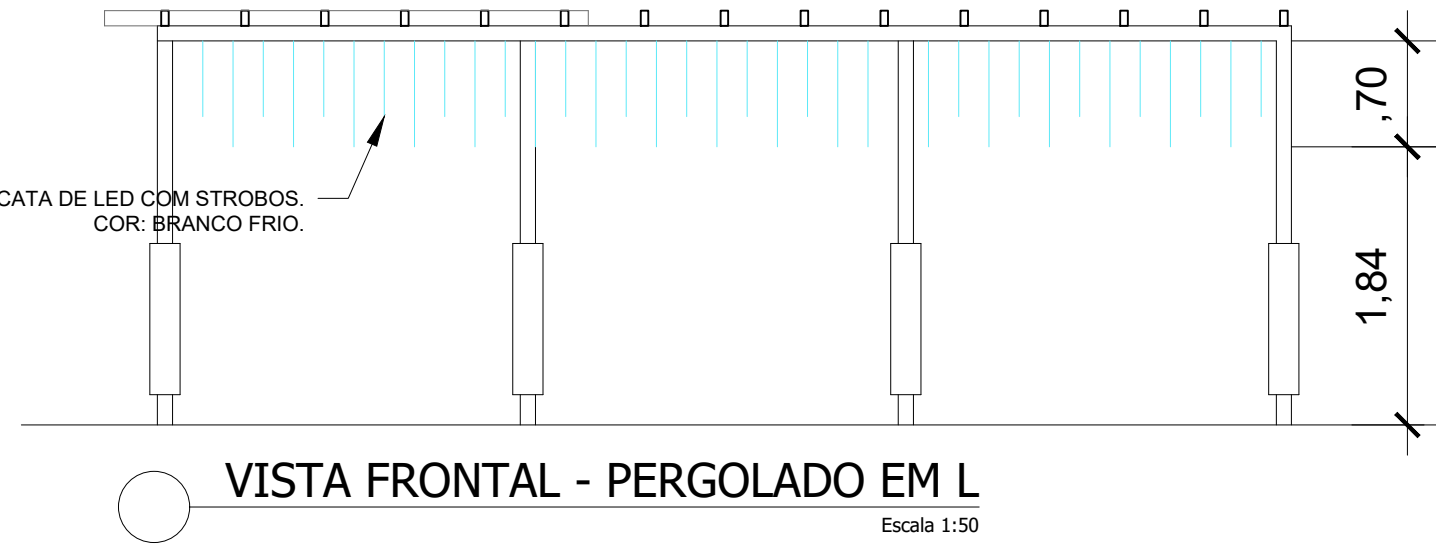 ,70
CATA DE LED COM STROBOS.
COR: BRANCO FRIO.
1,84
VISTA FRONTAL - PERGOLADO EM L
Escala 1:50